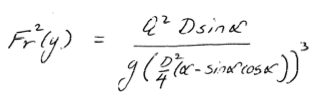 Fr²(y) = Q² D sinα / g (D²/4 (α - sinα cosα))³